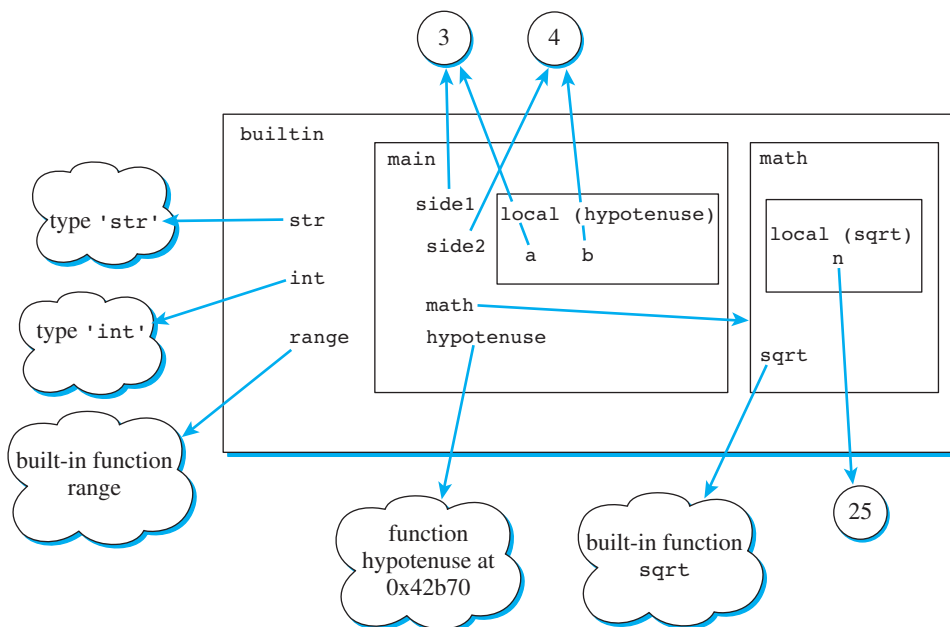 3
4
builtin
main
math
side1
local (hypotenuse)
type 'str'
str
local (sqrt)
side2
a b
n
int
math
type 'int'
range
hypotenuse
sqrt
built-in function
range
25
function
hypotenuse at
0x42b70
built-in function
sqrt